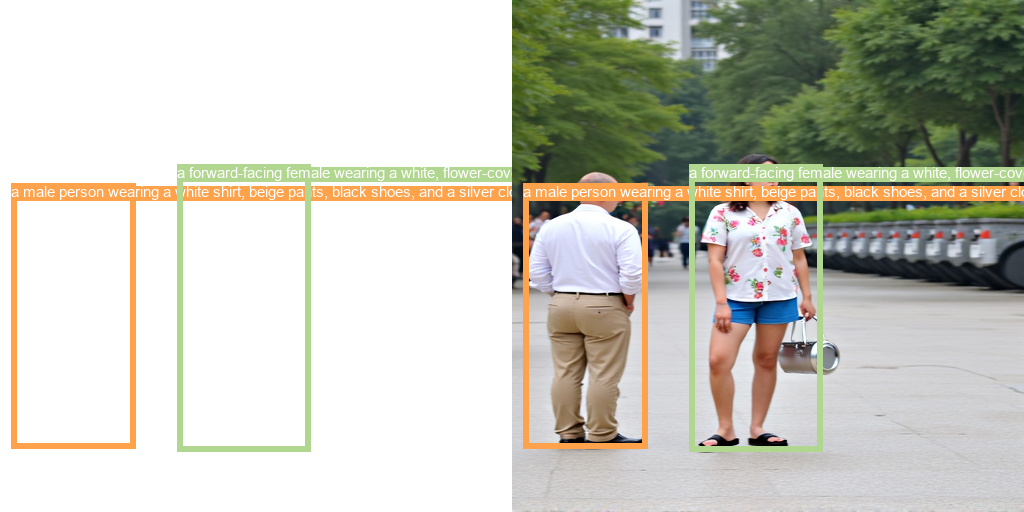 a forward-facing female wearing a white, flower-cov
a male person wearing a white shirt, beige pants, black shoes, and a silver clo
a forward-facing female wearing a white, flower-cov
a male person wearing a white shirt, beige pants, black shoes, and a silver clo